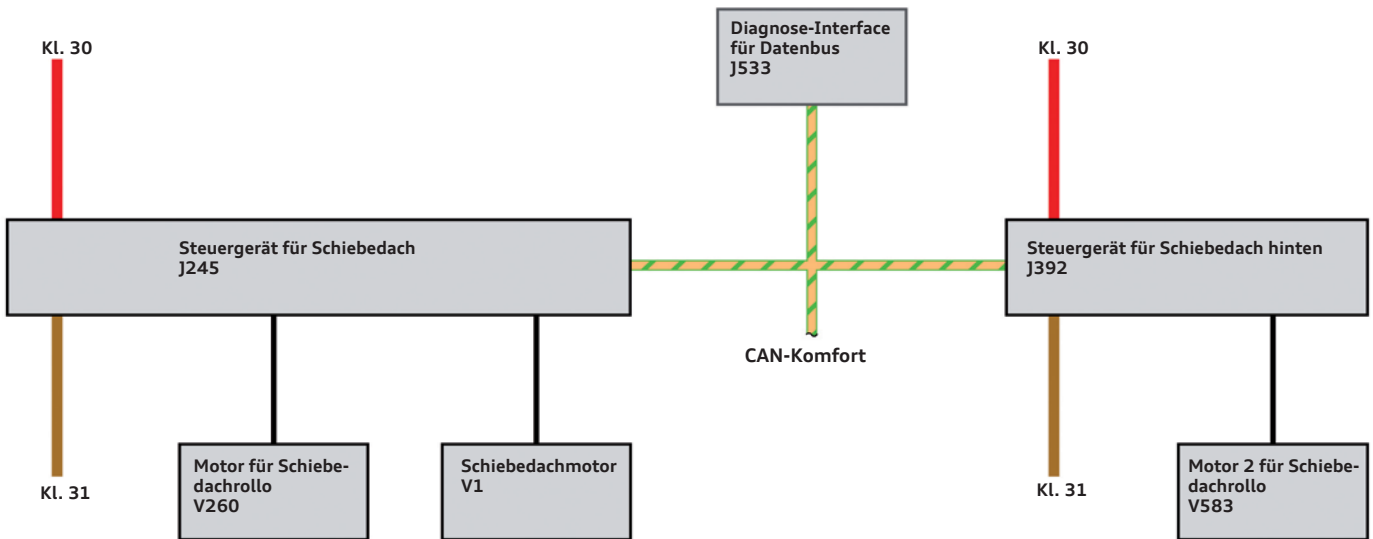 Diagnose-Interface
für Datenbus
J533
Kl. 30
Kl. 30
Steuergerät für Schiebedach
J245
Steuergerät für Schiebedach hinten
J392
CAN-Komfort
Motor für Schiebe-
dachrollo
V260
Schiebedachmotor
V1
Motor 2 für Schiebe-
dachrollo
V583
Kl. 31
Kl. 31